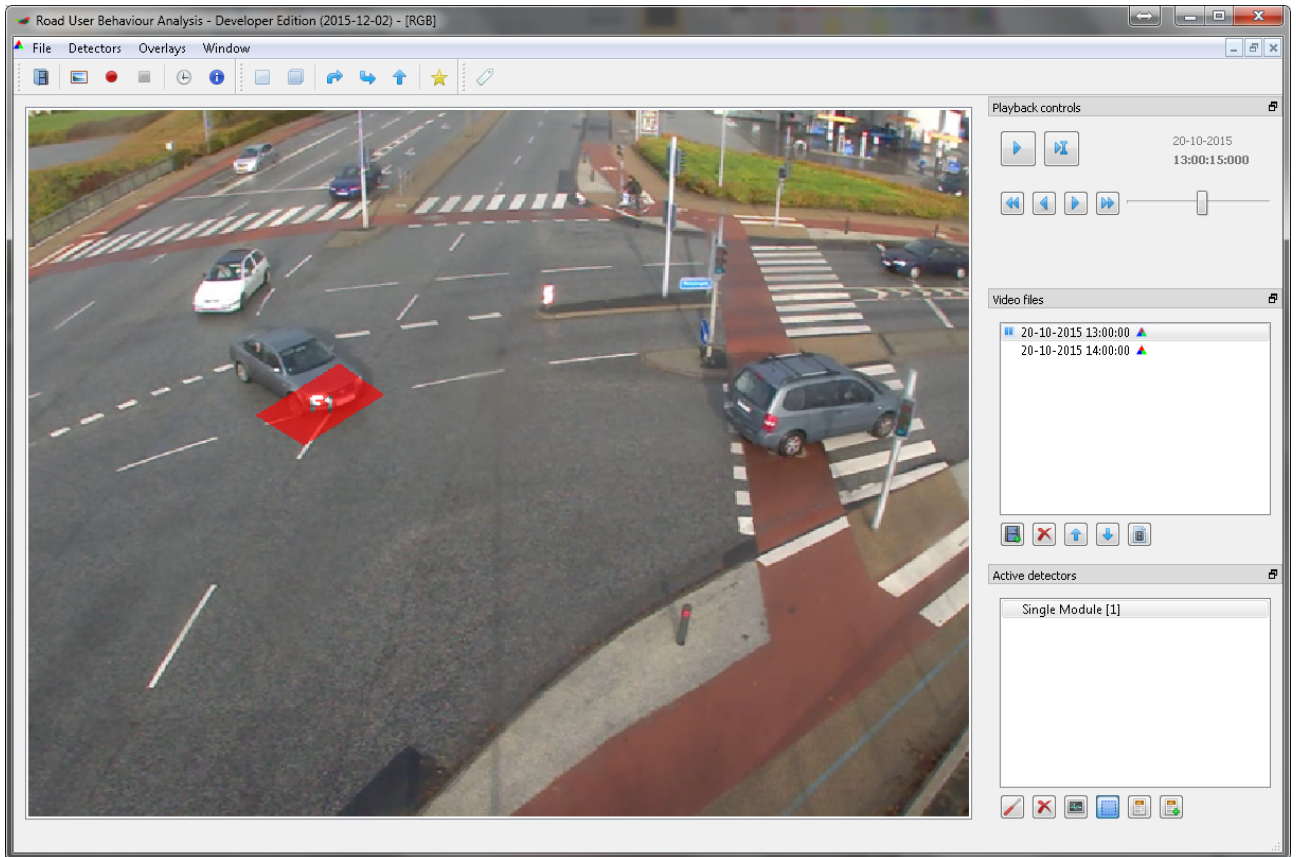 Road User Behaviour Analysis - Developer Edition (2015-12-02) - [RGB]
File Detectors Overlays Window
Playback controls
20-10-2015
13:00:15:000
Video files
20-10-2015 13:00:00
20-10-2015 14:00:00
Active detectors
Single Module [1]
F1